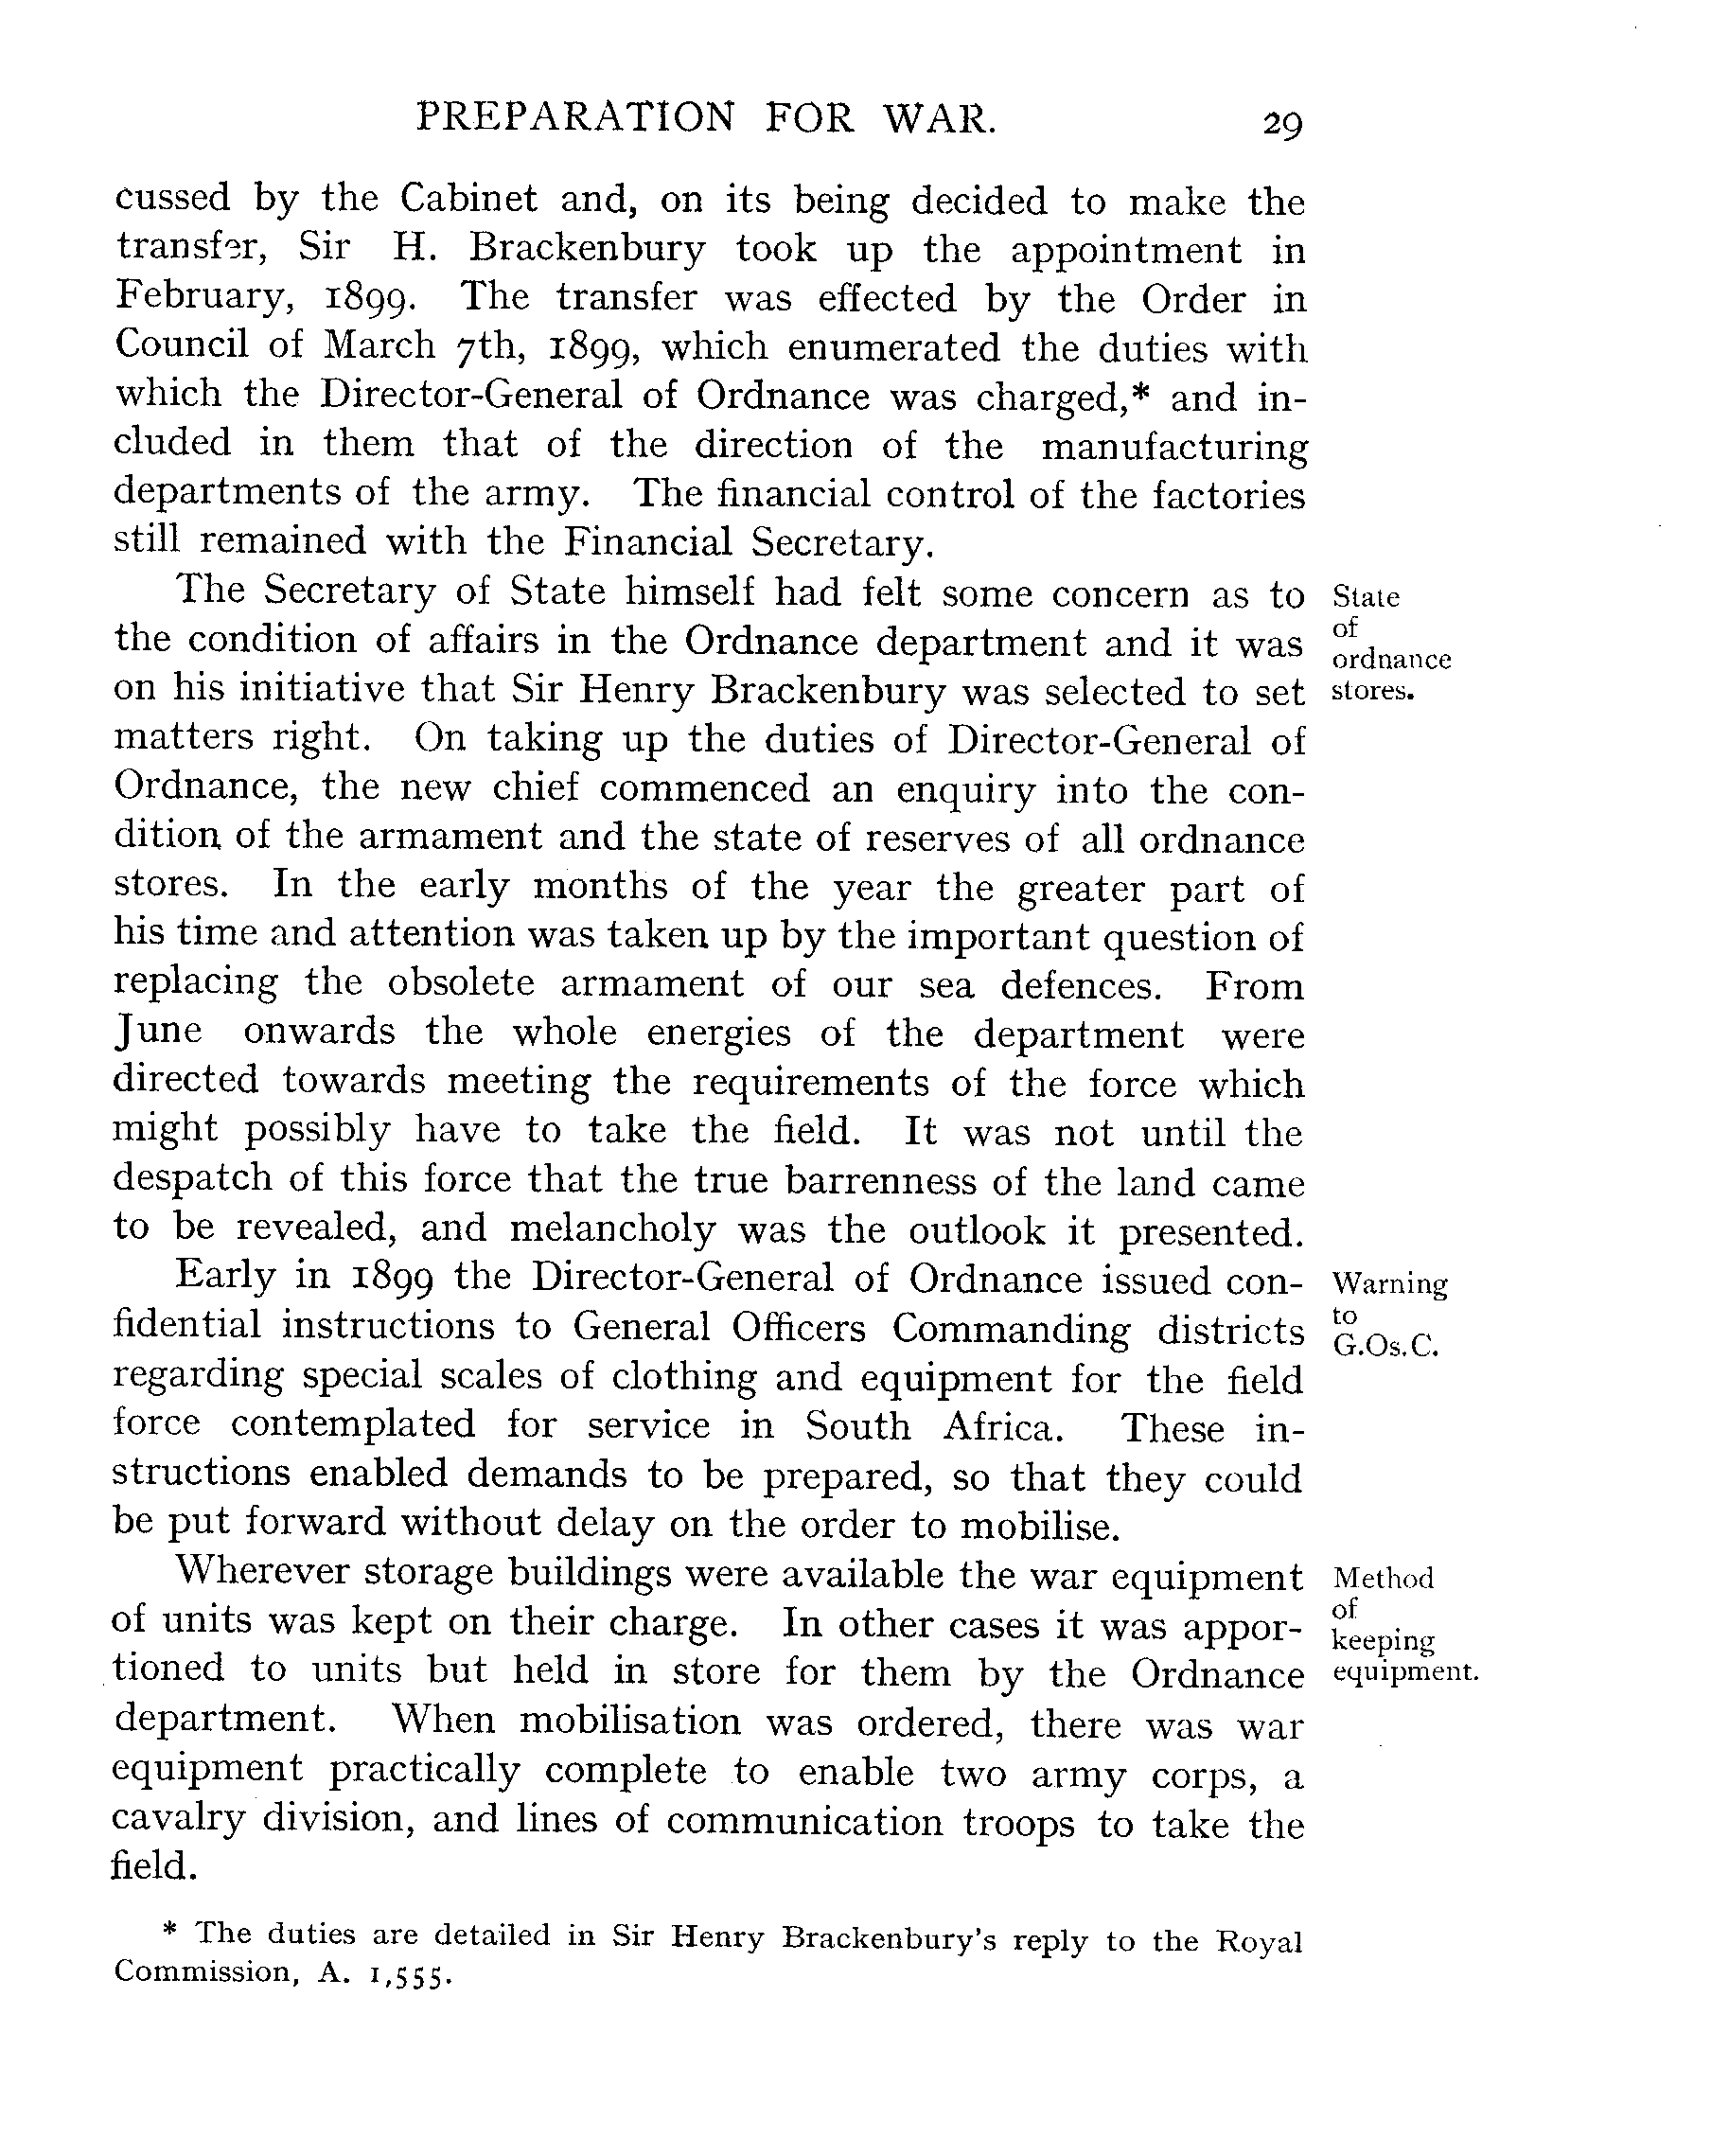 PREPARATION FOR WAR. 29
cussed by the Cabinet and, on its being decided to make the
transfer, Sir H. Brackenbury took up the appointment in
February, 1899. The transfer was effected by the Order in
Council of March 7th, 1899, which enumerated the duties with
which the Director-General of Ordnance was charged,* and in-
cluded in them that of the direction of the manufacturing
departments of the army. The financial control of the factories
still remained with the Financial Secretary.
The Secretary of State himself had felt some concern as to
the condition of affairs in the Ordnance department and it was
on his initiative that Sir Henry Brackenbury was selected to set
matters right. On taking up the duties of Director-General of
Ordnance, the new chief commenced an enquiry into the con-
dition of the armament and the state of reserves of all ordnance
stores. In the early months of the year the greater part of
his time and attention was taken up by the important question of
replacing the obsolete armament of our sea defences. From
June onwards the whole energies of the department were
directed towards meeting the requirements of the force which
might possibly have to take the field. It was not until the
despatch of this force that the true barrenness of the land came
to be revealed, and melancholy was the outlook it presented.
State
of
ordnance
stores.
Early in 1899 the Director-General of Ordnance issued con-
fidential instructions to General Officers Commanding districts
regarding special scales of clothing and equipment for the field
force contemplated for service in South Africa. These in-
structions enabled demands to be prepared, so that they could
be put forward without delay on the order to mobilise.
Warning
to
G.Os.C.
Wherever storage buildings were available the war equipment
of units was kept on their charge. In other cases it was appor-
tioned to units but held in store for them by the Ordnance
department. When mobilisation was ordered, there was war
equipment practically complete to enable two army corps, a
cavalry division, and lines of communication troops to take the
field.
Method
of
keeping
equipment.
* The duties are detailed in Sir Henry Brackenbury's reply to the Royal
Commission, A. 1,555.